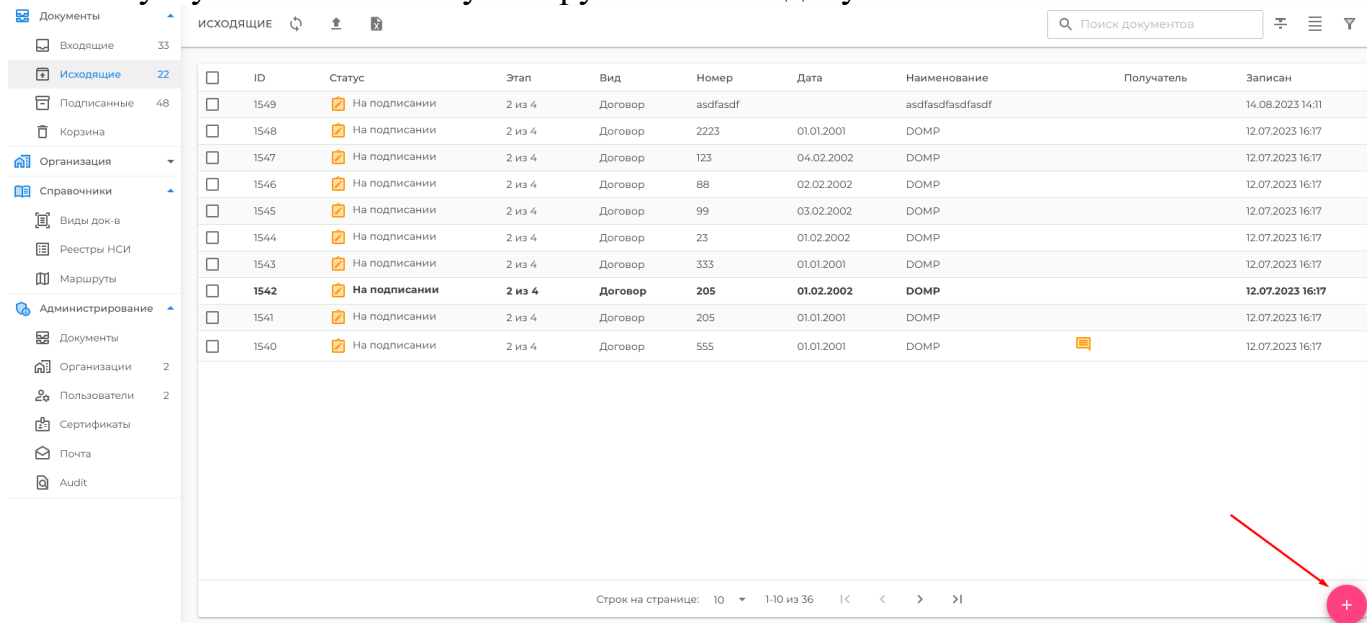 Документы
Входящие 33
Исходящие 22
Подписанные 48
Корзина
Организация
Справочники
Виды док-в
Реестры НСИ
Маршруты
Администрирование
Документы
Организации 2
Пользователи 2
Сертификаты
Почта
Audit
ИСХОДЯЩИЕ
Поиск документов
ID Статус Этап Вид Номер Дата Наименование Получатель Записан
1549 На подписании 2 из 4 Договор asdfasdf asdfasdfasdfasdf 14.08.2023 14:11
1548 На подписании 2 из 4 Договор 2223 01.01.2001 DOMP 12.07.2023 16:17
1547 На подписании 2 из 4 Договор 123 04.02.2002 DOMP 12.07.2023 16:17
1546 На подписании 2 из 4 Договор 88 02.02.2002 DOMP 12.07.2023 16:17
1545 На подписании 2 из 4 Договор 99 03.02.2002 DOMP 12.07.2023 16:17
1544 На подписании 2 из 4 Договор 23 01.02.2002 DOMP 12.07.2023 16:17
1543 На подписании 2 из 4 Договор 333 01.01.2001 DOMP 12.07.2023 16:17
1542 На подписании 2 из 4 Договор 205 01.02.2002 DOMP 12.07.2023 16:17
1541 На подписании 2 из 4 Договор 205 01.01.2001 DOMP 12.07.2023 16:17
1540 На подписании 2 из 4 Договор 555 01.01.2001 DOMP 12.07.2023 16:17
Строк на странице: 10 1-10 из 36